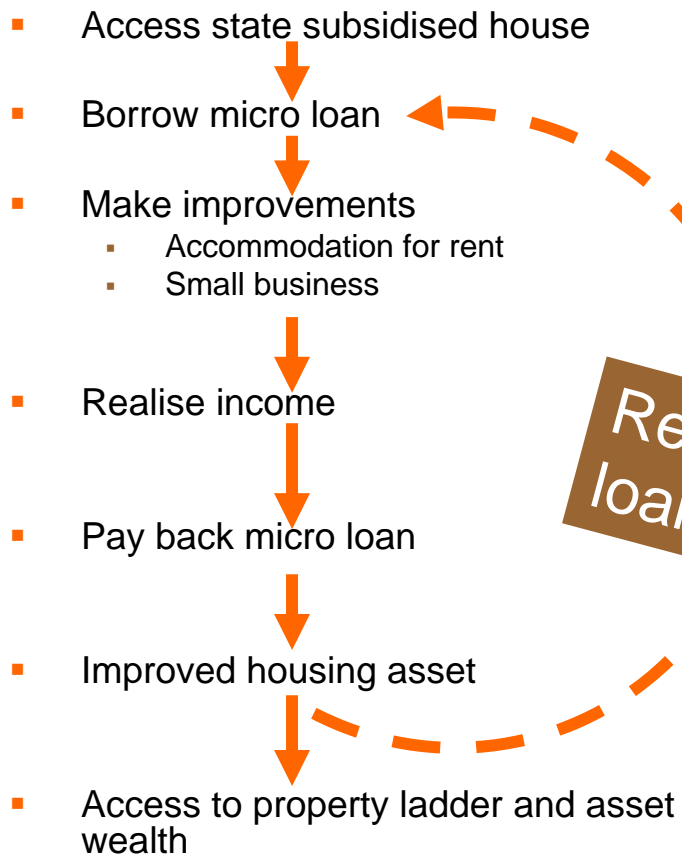 Access state subsidised house
Borrow micro loan
Make improvements
Accommodation for rent
Small business
Realise income
Pay back micro loan
Improved housing asset
Access to property ladder and asset
wealth